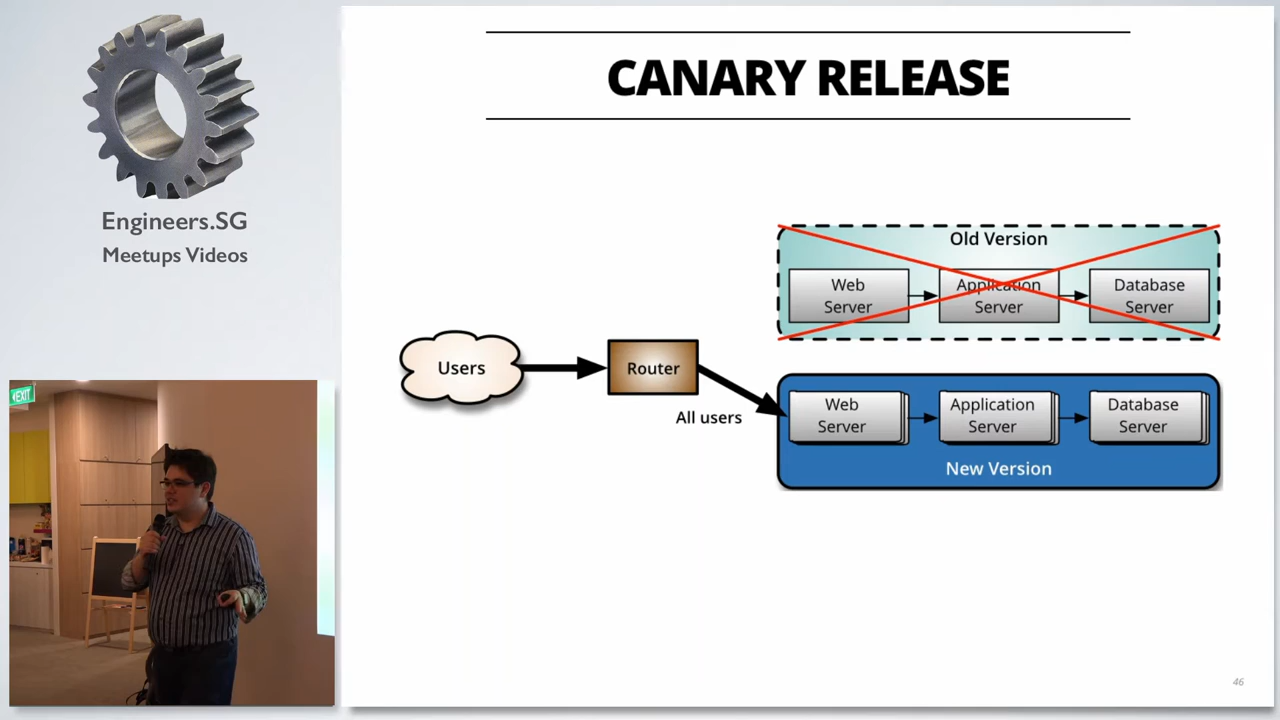 Engineers.SG
Meetups Videos
EXIT
CANARY RELEASE
Old Version
Web
Server
Application
Server
Database
Server
Users
Router
All users
Web
Server
Application
Server
Database
Server
New Version
46